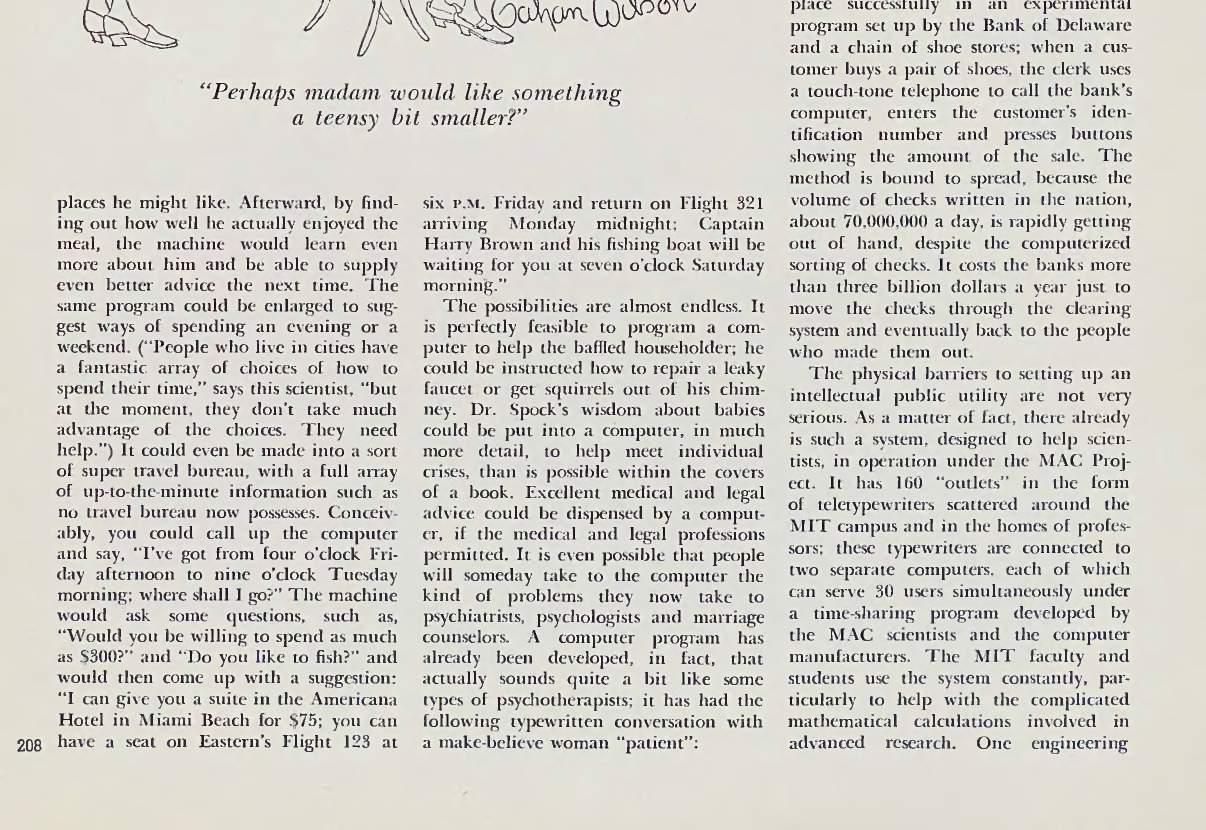 Gahan Wilson
"Perhaps madam would like something
a teensy bit smaller?"
places he might like. Afterward, by find-
ing out how well he actually enjoyed the
meal, the machine would learn even
more about him and be able to supply
even better advice the next time. The
same program could be enlarged to sug-
gest ways of spending an evening or a
weekend. ("People who live in cities have
a fantastic array of choices of how to
spend their time," says this scientist, "but
at the moment, they don't take much
advantage of the choices. They need
help.") It could even be made into a sort
of super travel bureau, with a full array
of up-to-the-minute information such as
no travel bureau now possesses. Conceiv-
ably, you could call up the computer
and say, "I've got from four o'clock Fri-
day afternoon to nine o'clock Tuesday
morning; where shall I go?" The machine
would ask some questions, such as,
"Would you be willing to spend as much
as $300?" and "Do you like to fish?" and
would then come up with a suggestion:
"I can give you a suite in the Americana
Hotel in Miami Beach for $75; you can
have a seat on Eastern's Flight 123 at
208
six P.M. Friday and return on Flight 321
arriving Monday midnight; Captain
Harry Brown and his fishing boat will be
waiting for you at seven o'clock Saturday
morning."
The possibilities are almost endless. It
is perfectly feasible to program a com-
puter to help the baffled householder; he
could be instructed how to repair a leaky
faucet or get squirrels out of his chim-
ney. Dr. Spock's wisdom about babies
could be put into a computer, in much
more detail, to help meet individual
crises, than is possible within the covers
of a book. Excellent medical and legal
advice could be dispensed by a comput-
er, if the medical and legal professions
permitted. It is even possible that people
will someday take to the computer the
kind of problems they now take to
psychiatrists, psychologists and marriage
counselors. A computer program has
already been developed, in fact, that
actually sounds quite a bit like some
types of psychotherapists; it has had the
following typewritten conversation with
a make-believe woman "patient":
place successfully in an experimental
program set up by the Bank of Delaware
and a chain of shoe stores; when a cus-
tomer buys a pair of shoes, the clerk uses
a touch-tone telephone to call the bank's
computer, enters the customer's iden-
tification number and presses buttons
showing the amount of the sale. The
method is bound to spread, because the
volume of checks written in the nation,
about 70,000,000 a day, is rapidly getting
out of hand, despite the computerized
sorting of checks. It costs the banks more
than three billion dollars a year just to
move the checks through the clearing
system and eventually back to the people
who made them out.
The physical barriers to setting up an
intellectual public utility are not very
serious. As a matter of fact, there already
is such a system, designed to help scien-
tists, in operation under the MAC Proj-
ect. It has 160 "outlets" in the form
of teletypewriters scattered around the
MIT campus and in the homes of profes-
sors; these typewriters are connected to
two separate computers, each of which
can serve 30 users simultaneously under
a time-sharing program developed by
the MAC scientists and the computer
manufacturers. The MIT faculty and
students use the system constantly, par-
ticularly to help with the complicated
mathematical calculations involved in
advanced research. One engineering